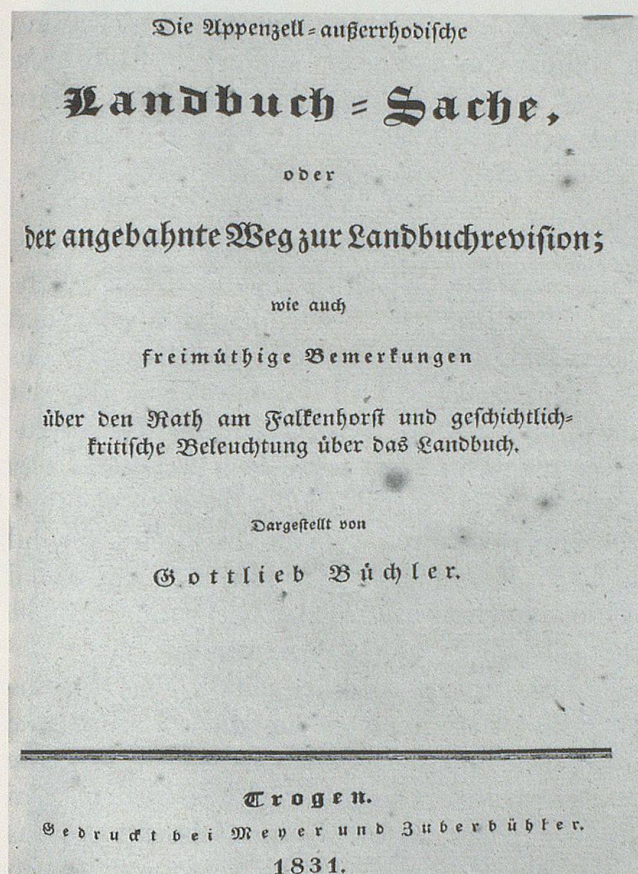 Die Appenzell-außerrhodische
Landbuch-Sache,
oder
der angebahnte Weg zur Landbuchrevision;
wie auch
freimüthige Bemerkungen
über den Rath am Falkenhorst und geschichtlich-
kritische Beleuchtung über das Landbuch.
Dargestellt von
Gottlieb Büchler.
Trogen.
Gedruckt bei Meyer und Zuberbühler.
1831.